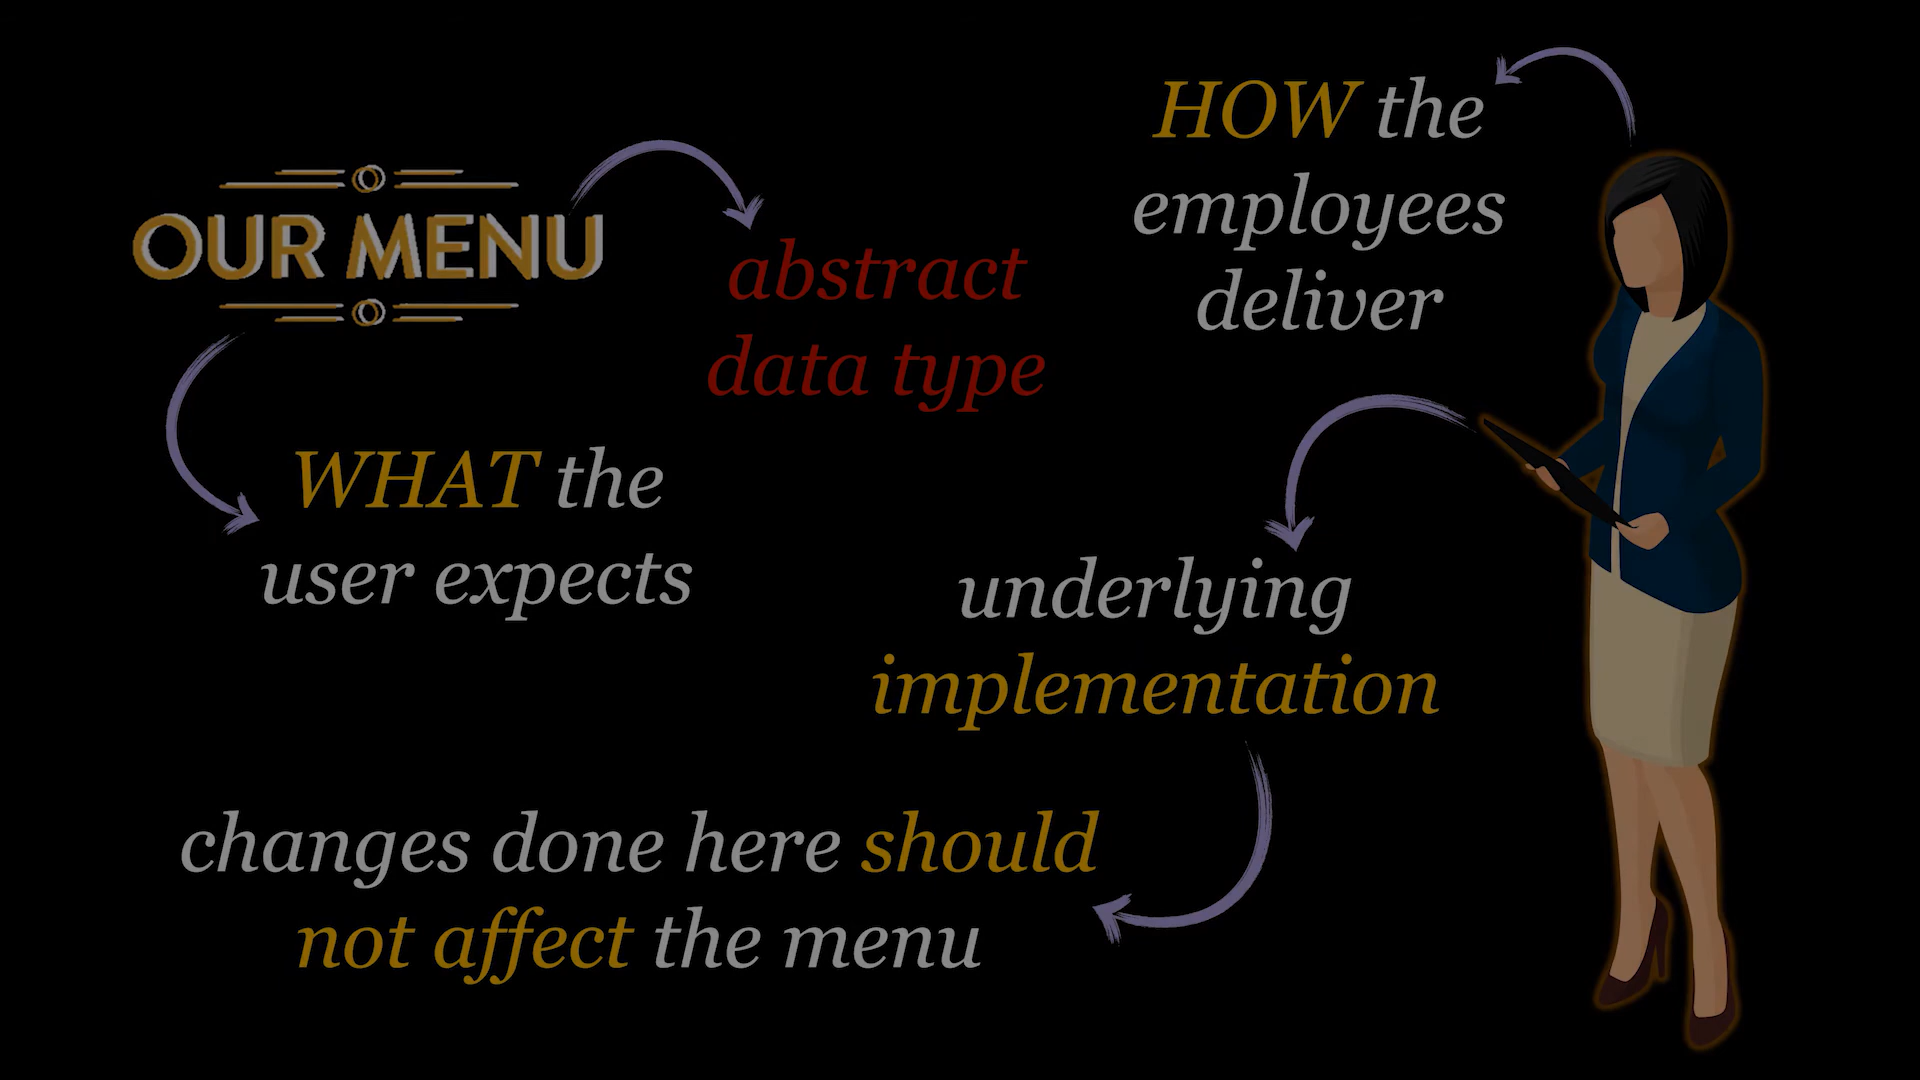 OUR MENU
abstract
data type
WHAT the
user expects
HOW the
employees
deliver
underlying
implementation
changes done here should
not affect the menu